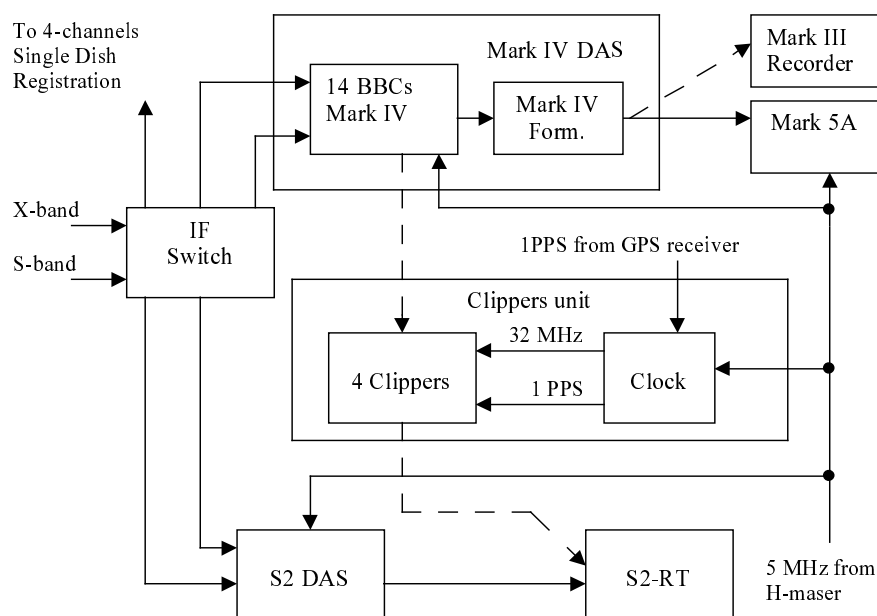 To 4-channels
Single Dish
Registration
Mark IV DAS
Mark III
Recorder
14 BBCs
Mark IV
Mark IV
Form.
Mark 5A
X-band
S-band
IF
Switch
1PPS from GPS receiver
Clippers unit
32 MHz
4 Clippers
Clock
1 PPS
S2 DAS
S2-RT
5 MHz from
H-maser